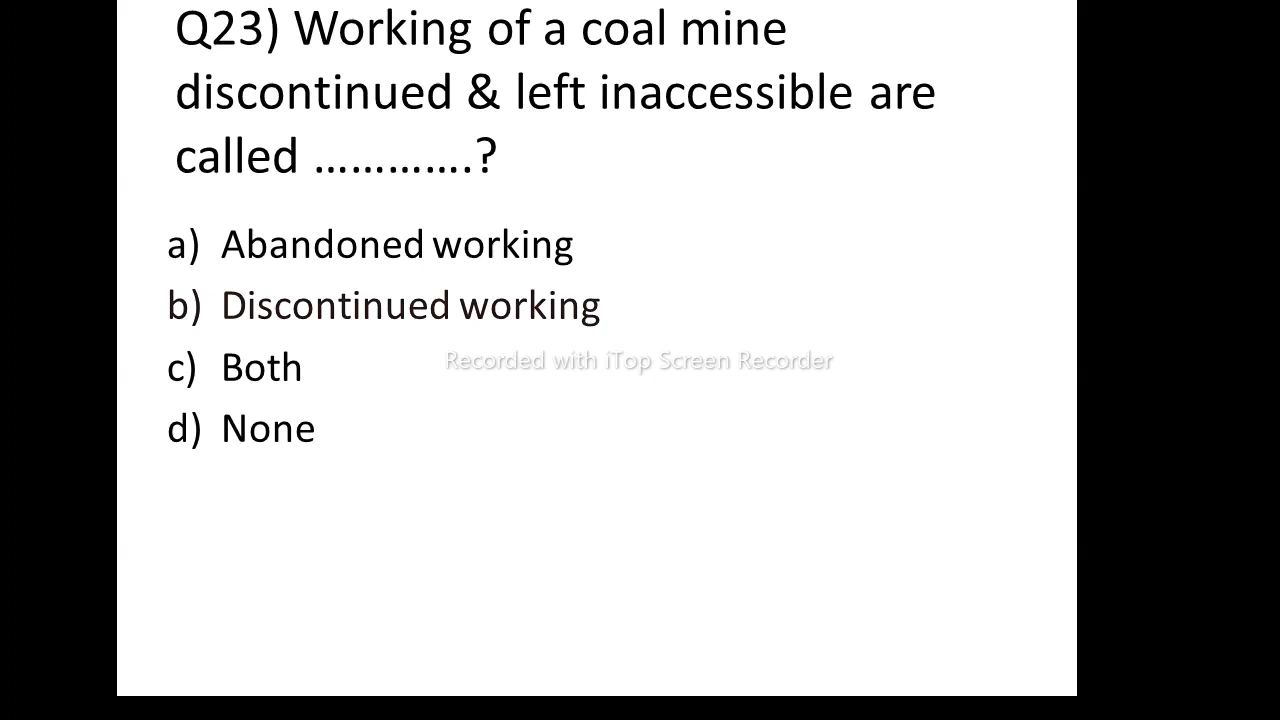 Q23) Working of a coal mine
discontinued & left inaccessible are
called ………….?
a) Abandoned working
b) Discontinued working
c) Both
Recorded with iTop Screen Recorder
d) None